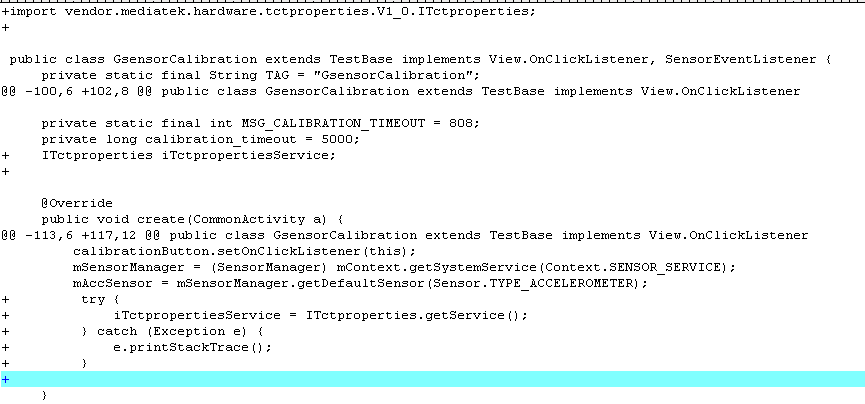 +import vendor.mediatek.hardware.tctproperties.V1_0.ITctproperties;
+
 public class GsensorCalibration extends TestBase implements View.OnClickListener, SensorEventListener {
     private static final String TAG = "GsensorCalibration";
@@ -100,6 +102,8 @@ public class GsensorCalibration extends TestBase implements View.OnClickListener
     private static final int MSG_CALIBRATION_TIMEOUT = 808;
     private long calibration_timeout = 5000;
+    ITctproperties iTctpropertiesService;
+
     @Override
     public void create(CommonActivity a) {
@@ -113,6 +117,12 @@ public class GsensorCalibration extends TestBase implements View.OnClickListener
         calibrationButton.setOnClickListener(this);
         mSensorManager = (SensorManager) mContext.getSystemService(Context.SENSOR_SERVICE);
         mAccSensor = mSensorManager.getDefaultSensor(Sensor.TYPE_ACCELEROMETER);
+         try {
+             iTctpropertiesService = ITctproperties.getService();
+         } catch (Exception e) {
+             e.printStackTrace();
+         }
+
     }